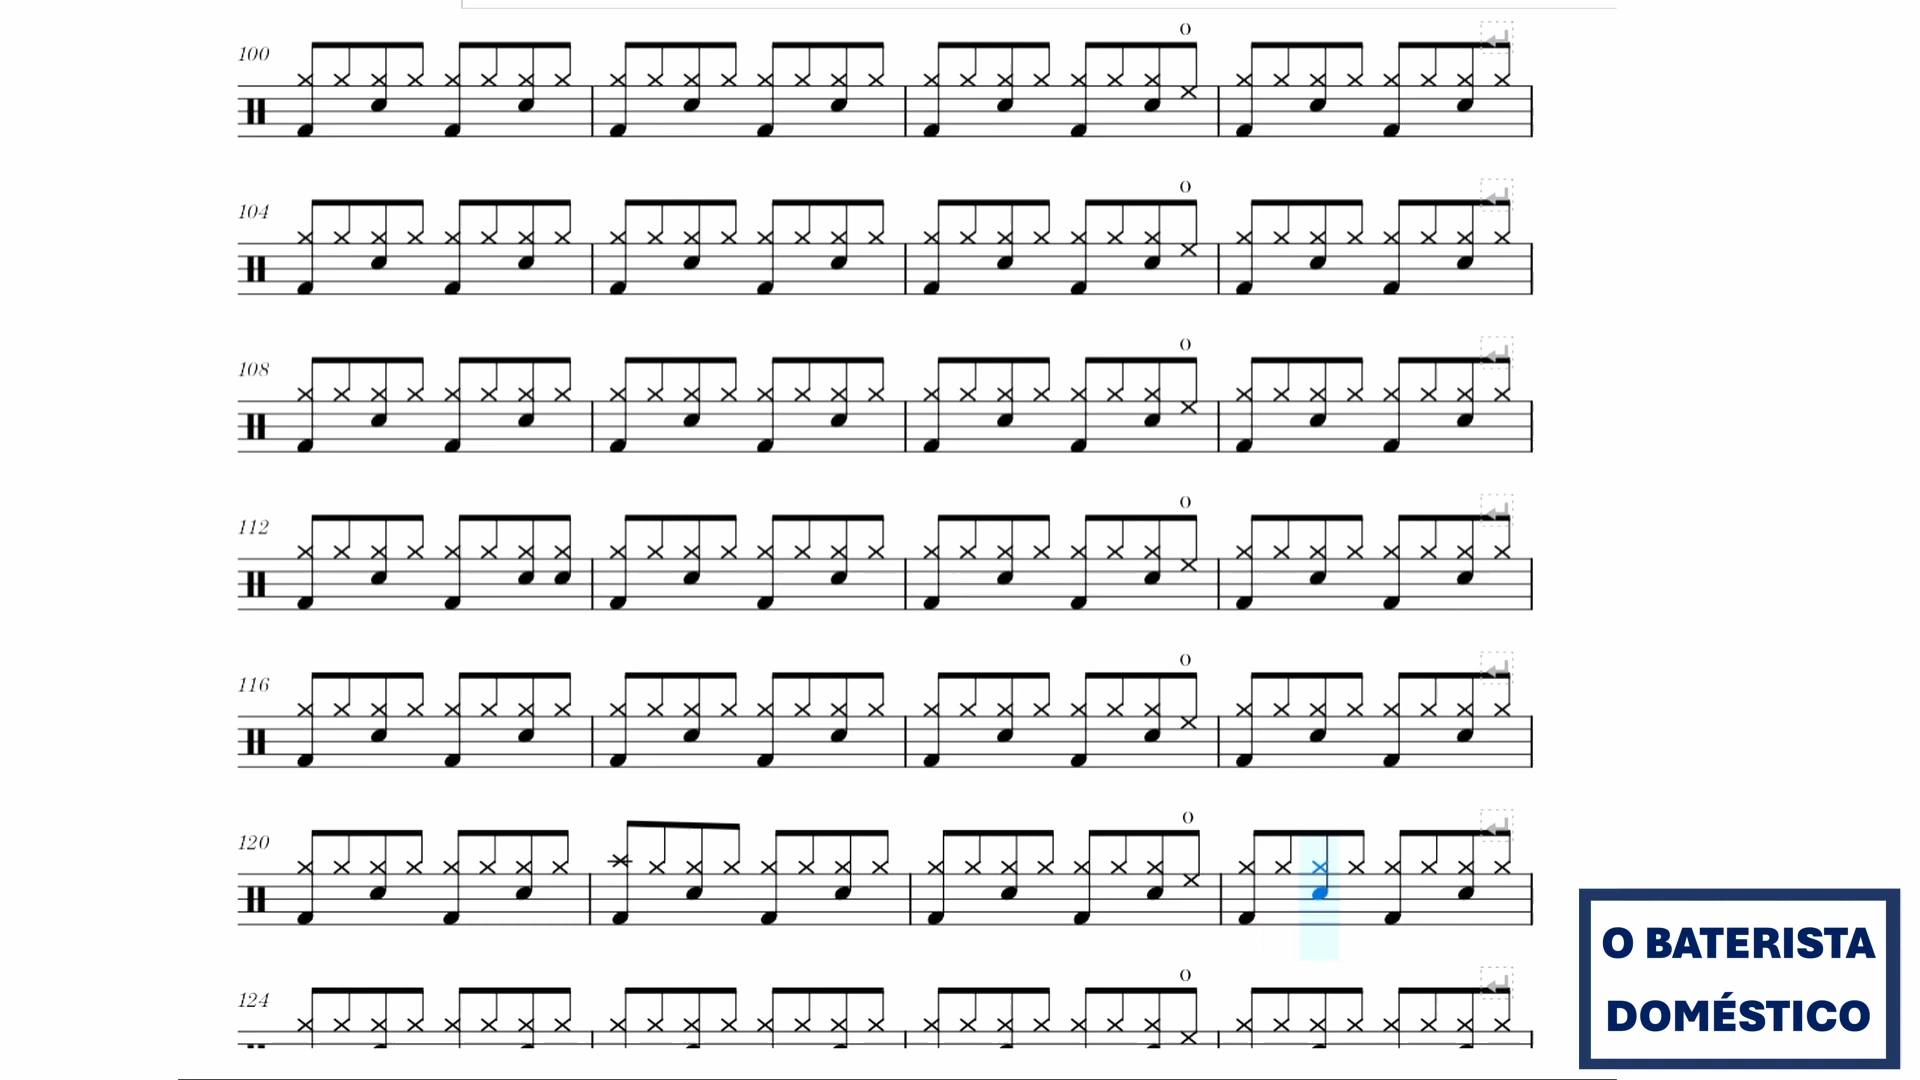 100
o
104
o
108
o
112
o
116
o
120
o
124
o
O BATERISTA
DOMÉSTICO